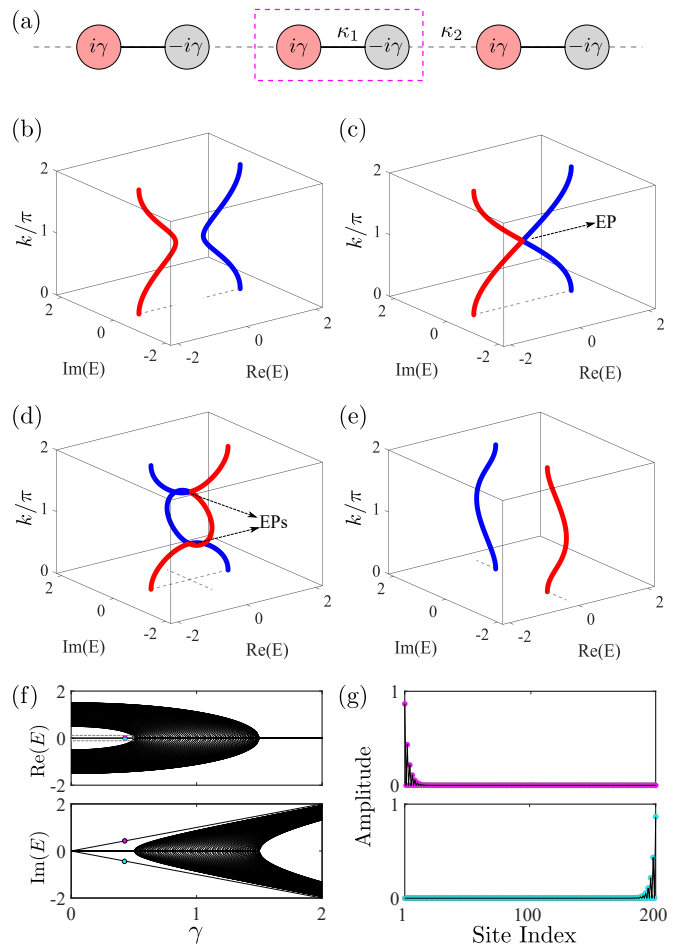 (a)
iγ −iγ iγ κ₁ −iγ κ₂ iγ −iγ
(b) (c)
2 2
k/π 1 k/π 1 EP
0 0
2 0 -2 -2 0 2 2 0 -2 -2 0 2
Im(E) Re(E) Im(E) Re(E)
(d) (e)
2 2
k/π 1 EPs k/π 1
0 0
2 0 -2 -2 0 2 2 0 -2 -2 0 2
Im(E) Re(E) Im(E) Re(E)
(f) (g)
2 1
Re(E) 0
-2 0
2 1
Im(E) 0 Amplitude
-2 0
0 1 2 1 100 200
γ Site Index